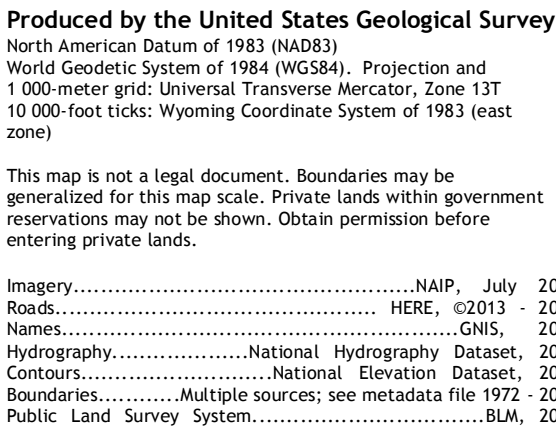 Produced by the United States Geological Survey
North American Datum of 1983 (NAD83)
World Geodetic System of 1984 (WGS84). Projection and
1 000-meter grid: Universal Transverse Mercator, Zone 13T
10 000-foot ticks: Wyoming Coordinate System of 1983 (east
zone)
This map is not a legal document. Boundaries may be
generalized for this map scale. Private lands within government
reservations may not be shown. Obtain permission before
entering private lands.
Imagery..................................................NAIP, July 20
Roads............................................... HERE, ©2013 - 20
Names..........................................................GNIS, 20
Hydrography....................National Hydrography Dataset, 20
Contours............................National Elevation Dataset, 20
Boundaries............Multiple sources; see metadata file 1972 - 20
Public Land Survey System..................................BLM, 20